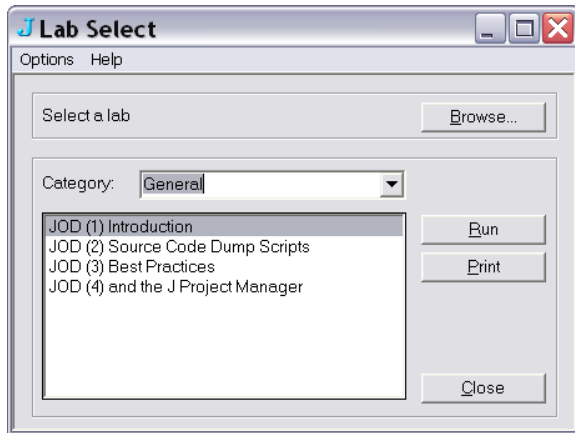 J Lab Select
Options Help
Select a lab
Browse...
Category: General
JOD (1) Introduction
JOD (2) Source Code Dump Scripts
JOD (3) Best Practices
JOD (4) and the J Project Manager
Run
Print
Close